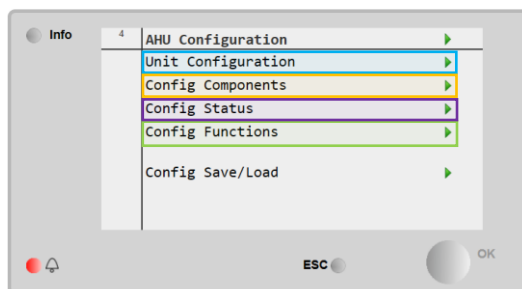 Info
4 AHU Configuration
Unit Configuration
Config Components
Config Status
Config Functions
Config Save/Load
ESC
OK